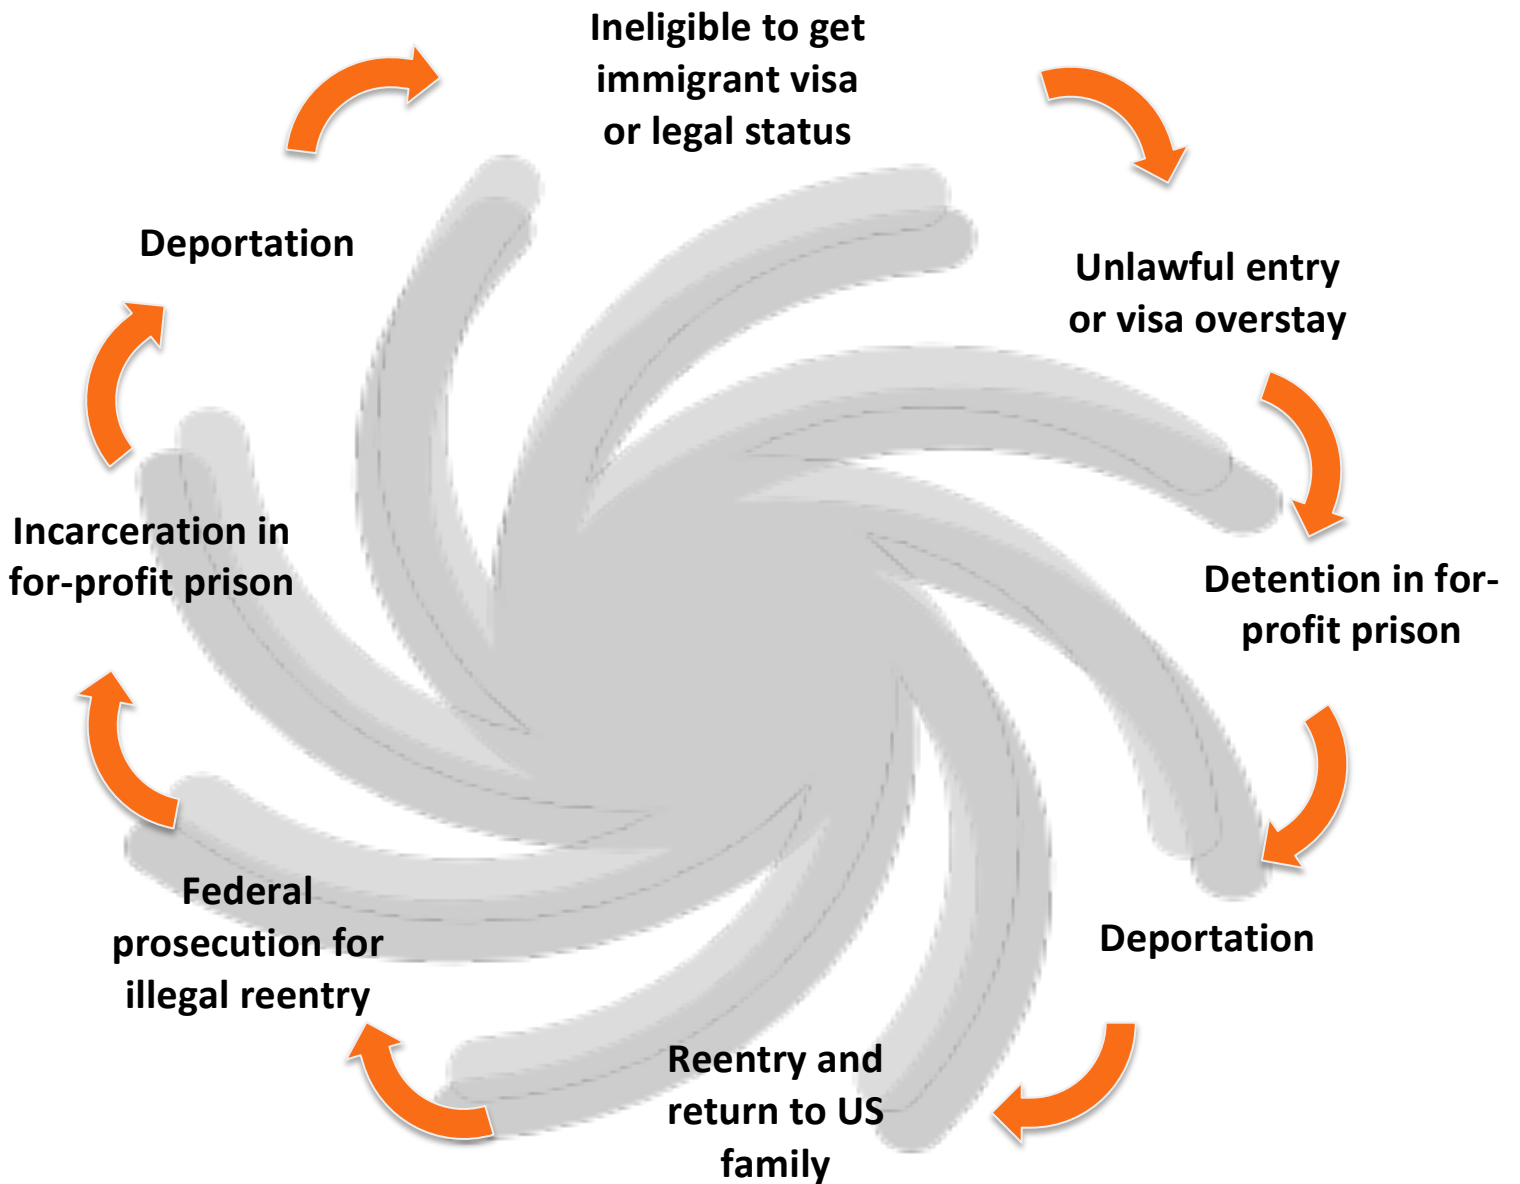 Ineligible to get
immigrant visa
or legal status
Unlawful entry
or visa overstay
Detention in for-
profit prison
Deportation
Reentry and
return to US
family
Federal
prosecution for
illegal reentry
Incarceration in
for-profit prison
Deportation